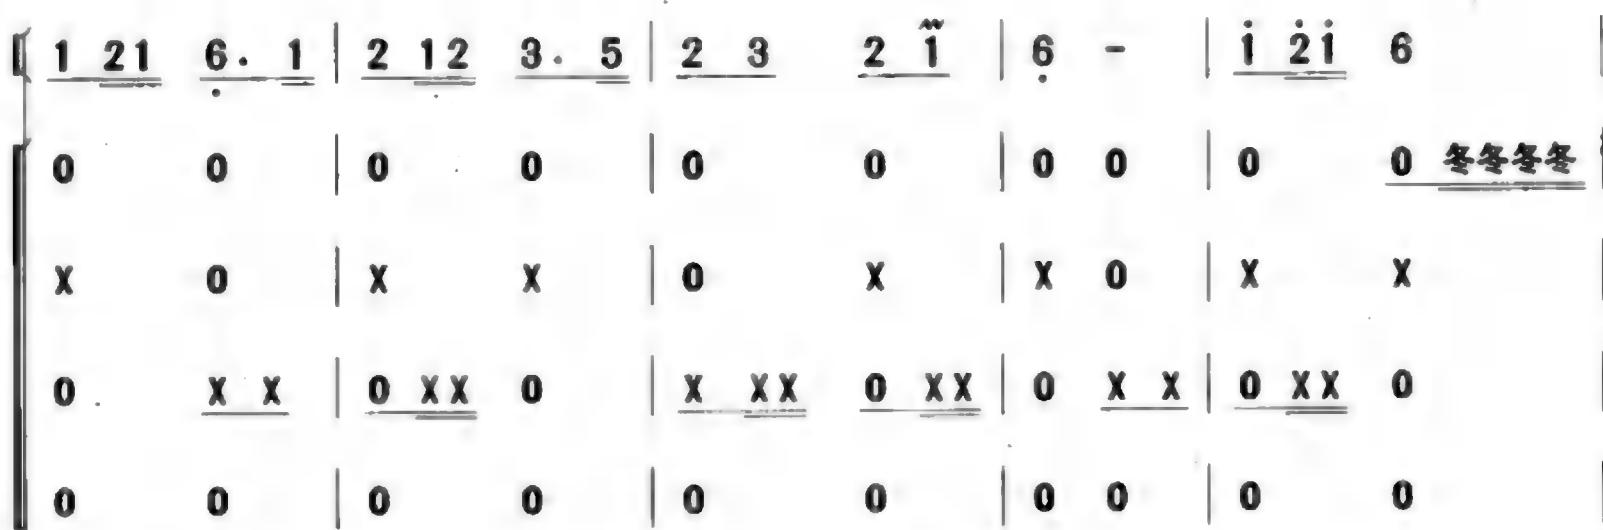 1 21 6. 1 | 2 12 3. 5 | 2 3 2 1 | 6 - | i 2i 6
0 0 | 0 0 | 0 0 | 0 0 | 0 0 冬冬冬冬
X 0 | X X | 0 X | X 0 | X X
0 X X | 0 XX 0 | X XX 0 XX | 0 X X | 0 XX 0
0 0 | 0 0 | 0 0 | 0 0 | 0 0